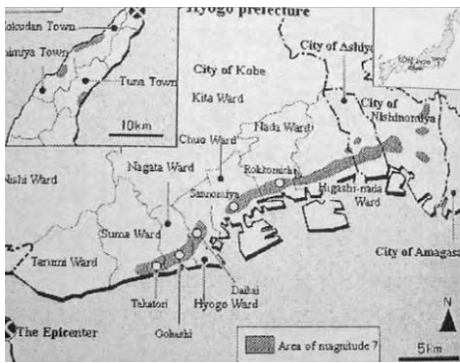 Hyogo prefecture
Hokudan Town
City of Ashiya
Tuna Town
City of Kobe
City of
Nishinomiya
Kita Ward
10km
Nada Ward
Chuo Ward
Nagata Ward
Rokkomichi
Sannomiya
Higashi-nada
Ward
Suma Ward
City of Amagasa
Tarumi Ward
Daikai
Takatori
Hyogo Ward
N
The Epicenter
Area of magnitude 7
5km